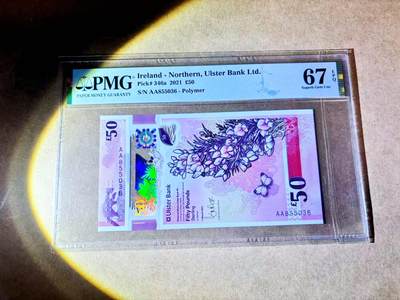 PMG
PAPER MONEY GUARANTY
Ireland - Northern, Ulster Bank Ltd.
Pick# 346a 2021 £50
S/N AA855036 - Polymer
67 EPQ
Superb Gem Unc
£50
AA855036
Ulster Bank
Fifty Pounds
£50
AA855036